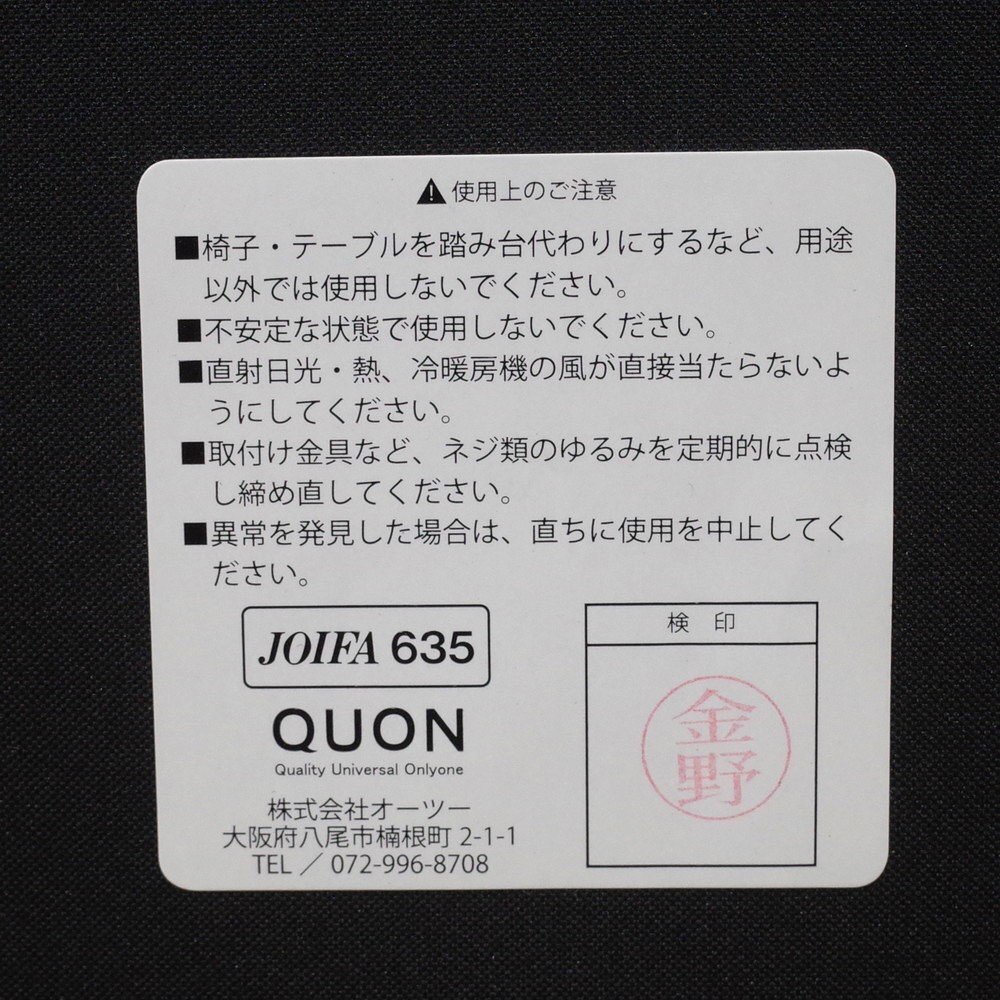 ⚠使用上のご注意
■椅子・テーブルを踏み台代わりにするなど、用途
以外では使用しないでください。
■不安定な状態で使用しないでください。
■直射日光・熱、冷暖房機の風が直接当たらないよ
うにしてください。
■取付け金具など、ネジ類のゆるみを定期的に点検
し締め直してください。
■異常を発見した場合は、直ちに使用を中止してく
ださい。
JOIFA 635
QUON
Quality Universal Onlyone
株式会社オーツー
大阪府八尾市楠根町 2-1-1
TEL ／ 072-996-8708
検 印
金野